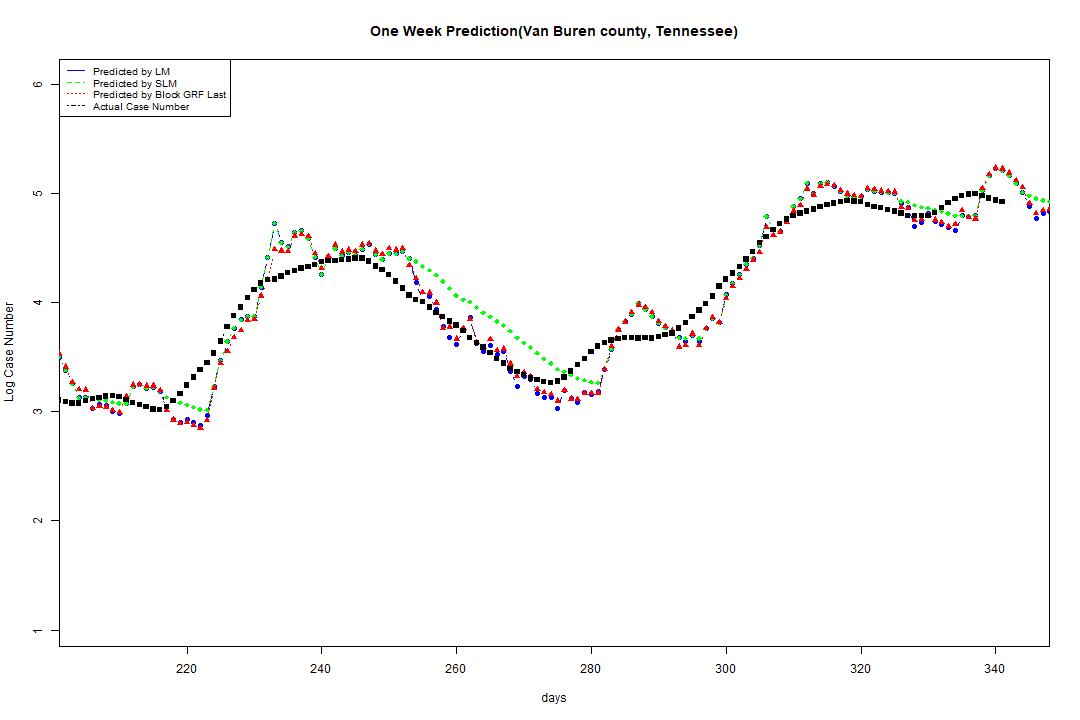 One Week Prediction(Van Buren county, Tennessee)
Predicted by LM
Predicted by SLM
Predicted by Block GRF Last
Actual Case Number
6
5
4
3
2
1
Log Case Number
220 240 260 280 300 320 340
days